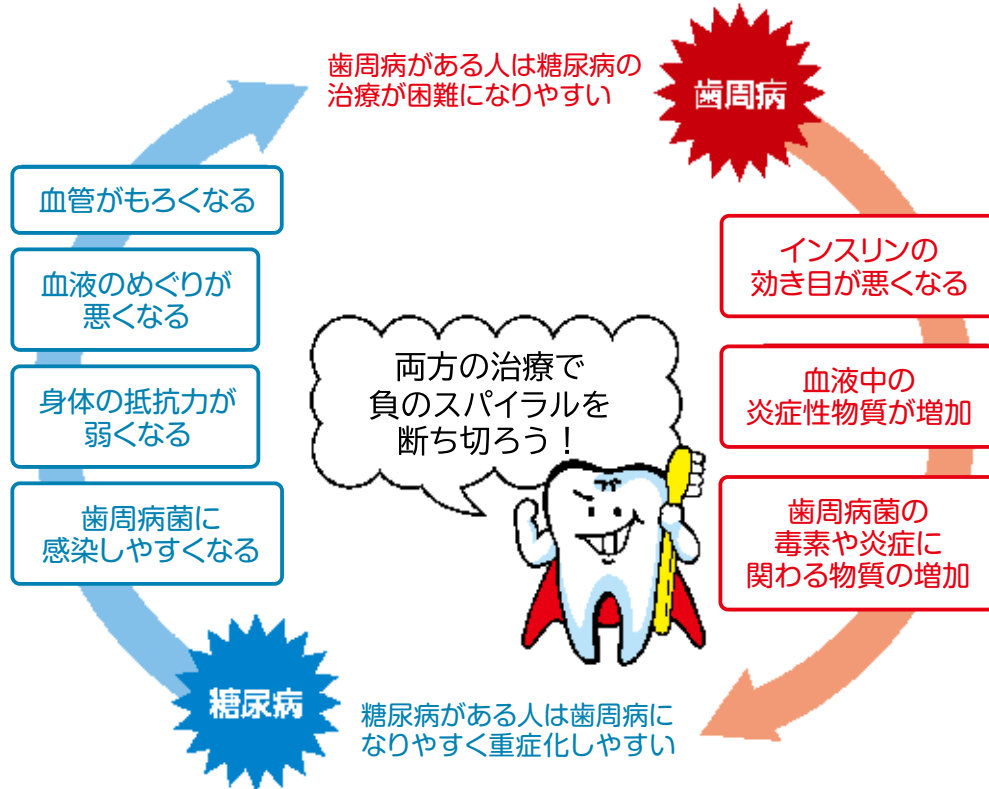 歯周病がある人は糖尿病の
治療が困難になりやすい
歯周病
血管がもろくなる
血液のめぐりが
悪くなる
身体の抵抗力が
弱くなる
歯周病菌に
感染しやすくなる
インスリンの
効き目が悪くなる
血液中の
炎症性物質が増加
歯周病菌の
毒素や炎症に
関わる物質の増加
両方の治療で
負のスパイラルを
断ち切ろう！
糖尿病
糖尿病がある人は歯周病に
なりやすく重症化しやすい